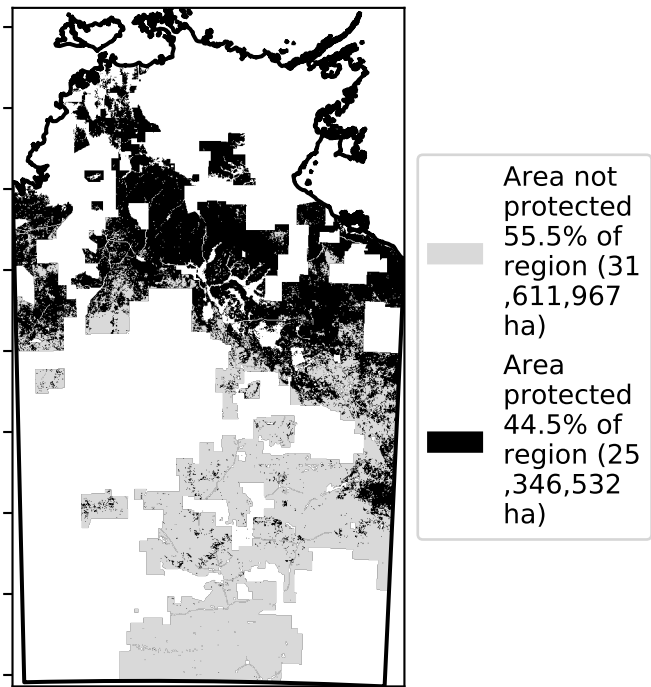 Area not
protected
55.5% of
region (31
,611,967
ha)
Area
protected
44.5% of
region (25
,346,532
ha)